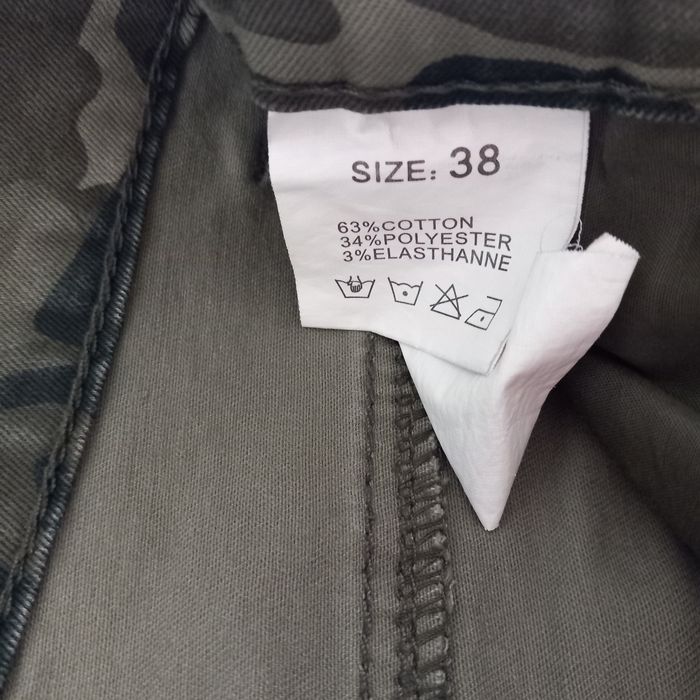 SIZE: 38
63%COTTON
34%POLYESTER
3%ELASTHANNE